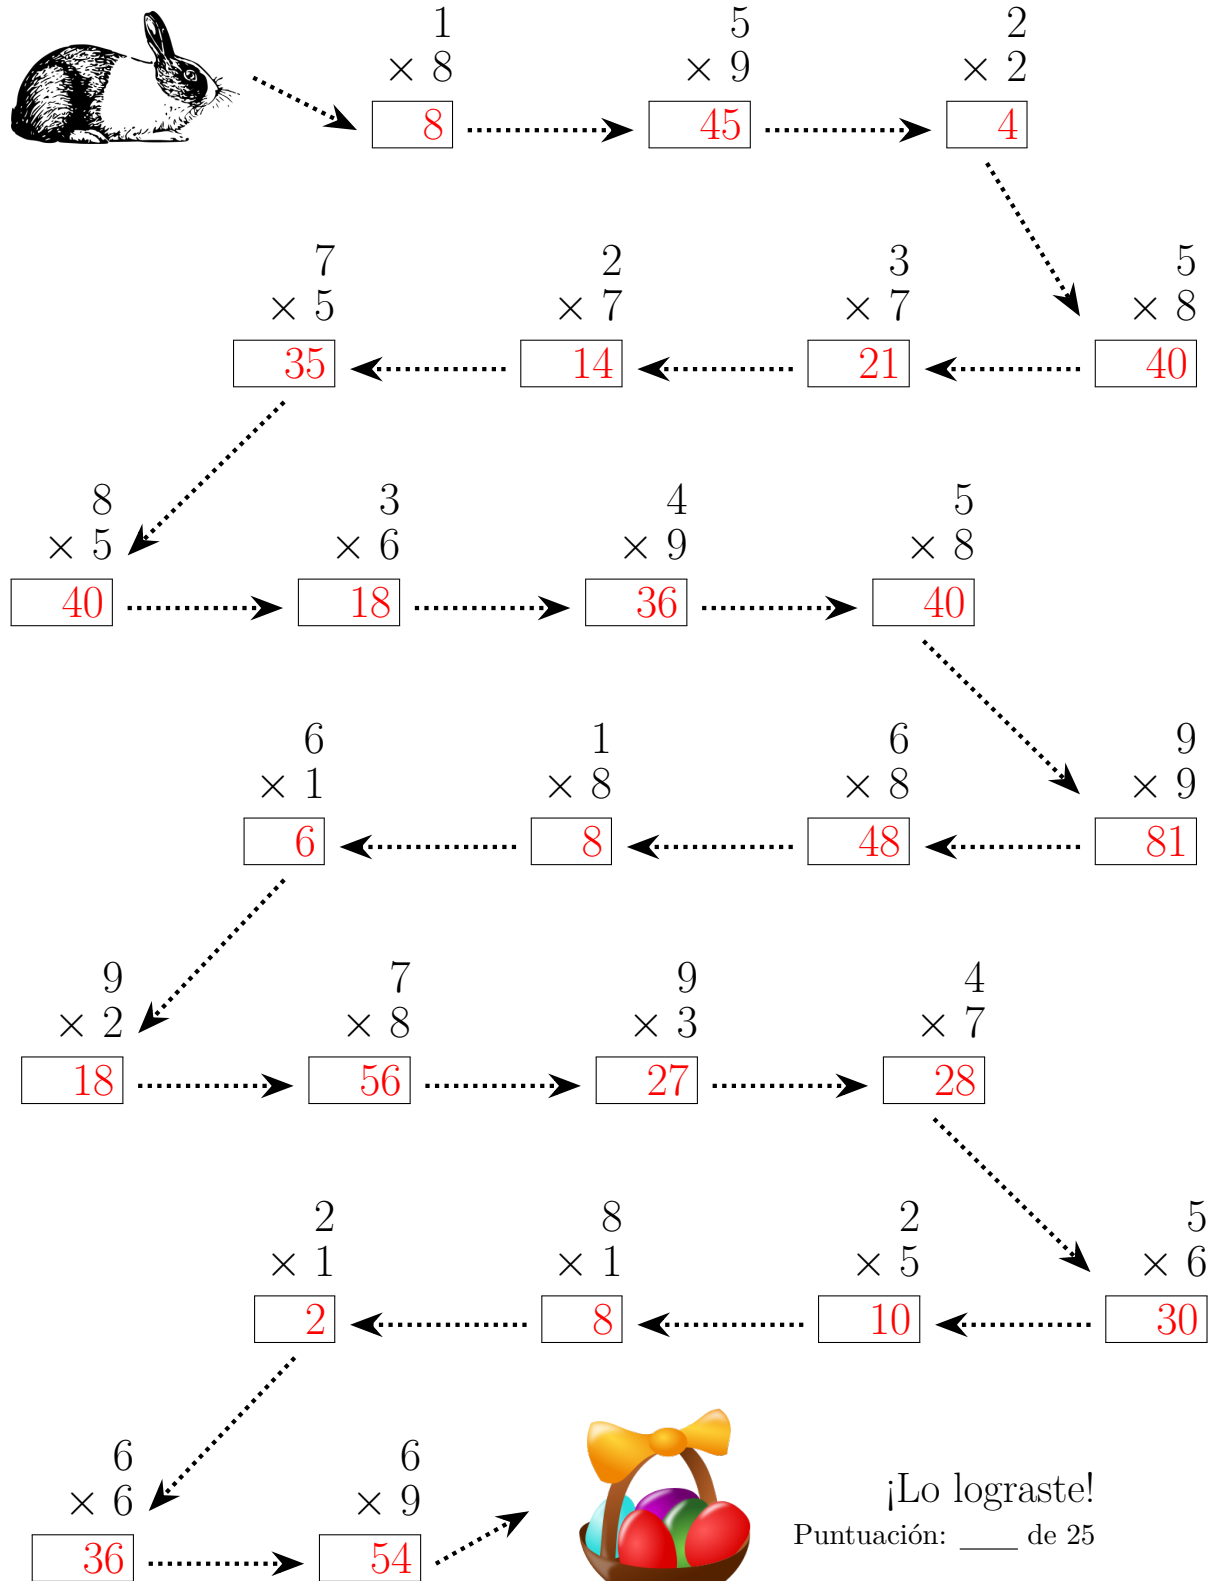 1 5 2
× 8 × 9 × 2
8 45 4
7 2 3 5
× 5 × 7 × 7 × 8
35 14 21 40
8 3 4 5
× 5 × 6 × 9 × 8
40 18 36 40
6 1 6 9
× 1 × 8 × 8 × 9
6 8 48 81
9 7 9 4
× 2 × 8 × 3 × 7
18 56 27 28
2 8 2 5
× 1 × 1 × 5 × 6
2 8 10 30
6 6
× 6 × 9
36 54
¡Lo lograste!
Puntuación: ____ de 25